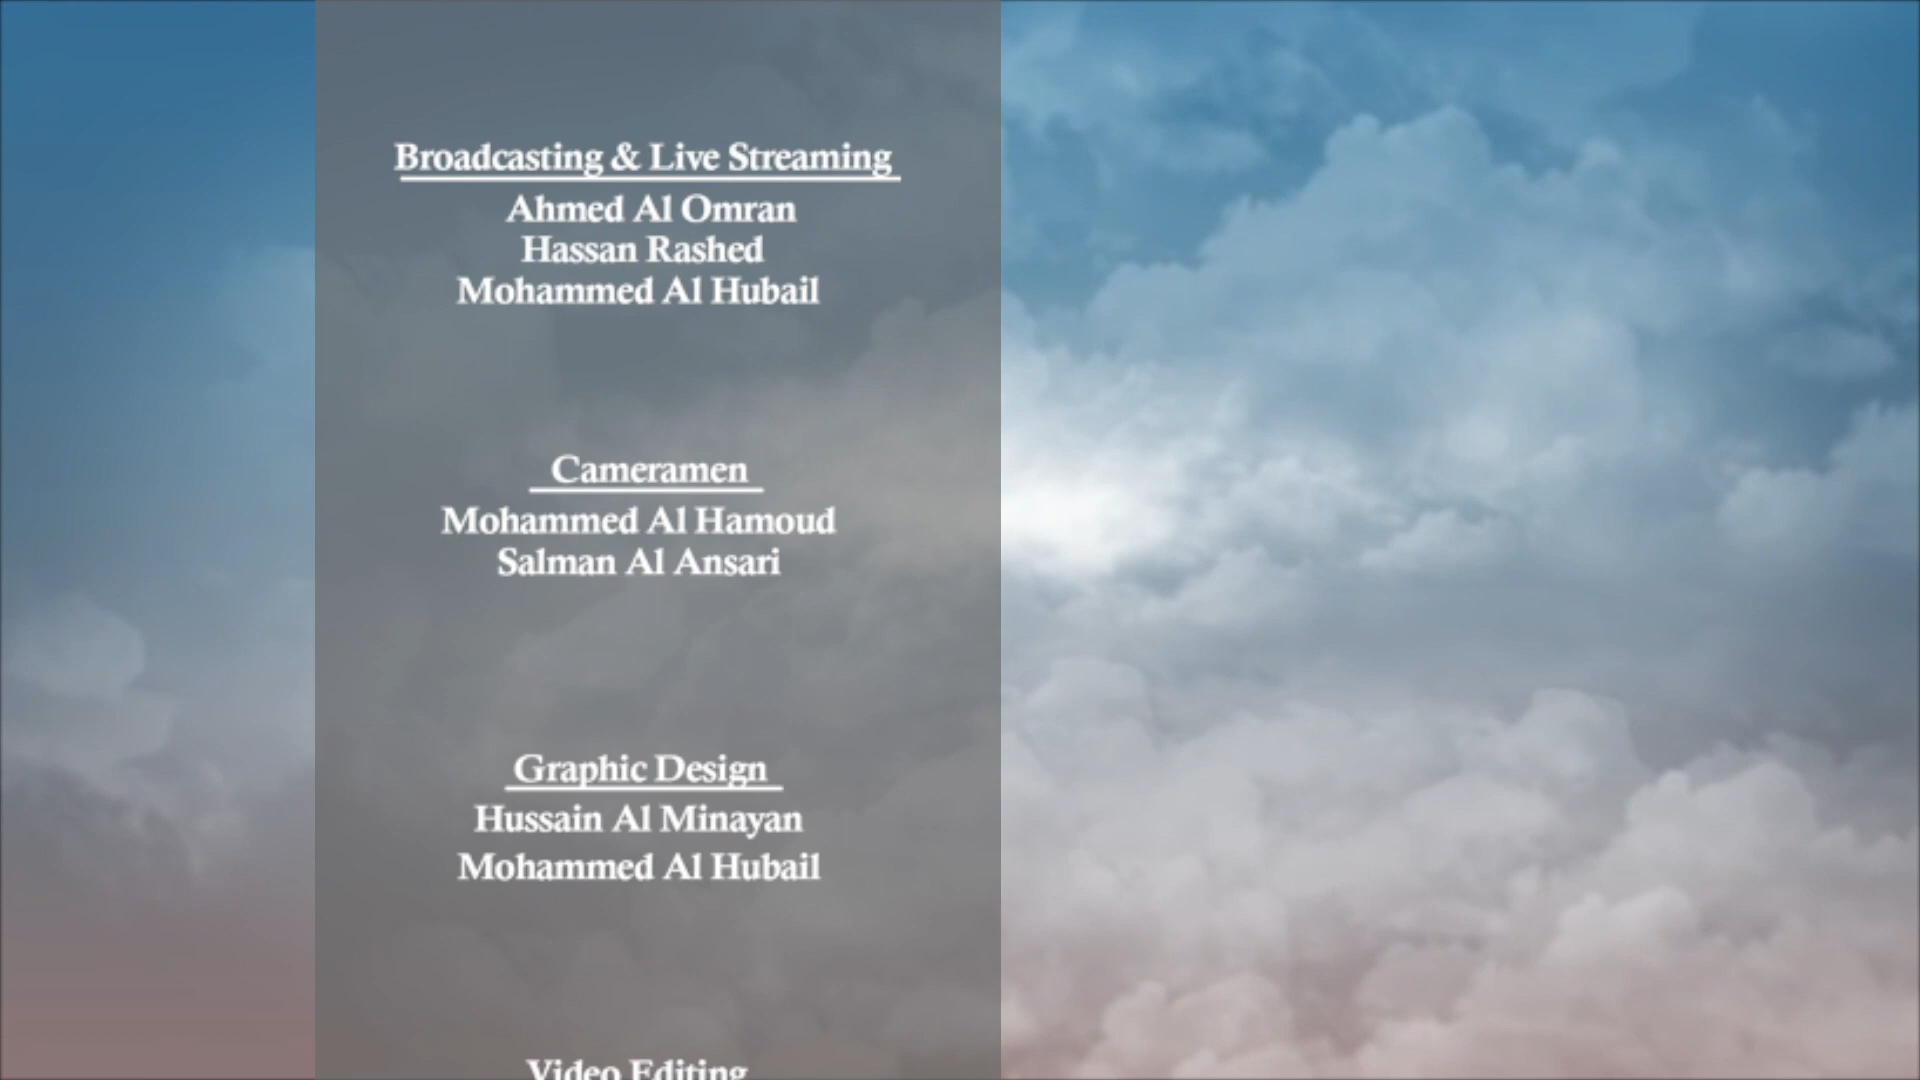 Broadcasting & Live Streaming
Ahmed Al Omran
Hassan Rashed
Mohammed Al Hubail
Cameramen
Mohammed Al Hamoud
Salman Al Ansari
Graphic Design
Hussain Al Minayan
Mohammed Al Hubail
Video Editing